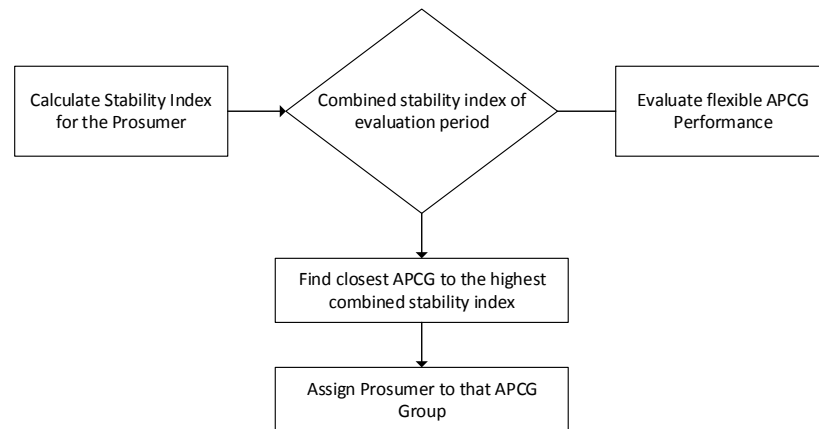 Calculate Stability Index
for the Prosumer
Combined stability index of
evaluation period
Evaluate flexible APCG
Performance
Find closest APCG to the highest
combined stability index
Assign Prosumer to that APCG
Group